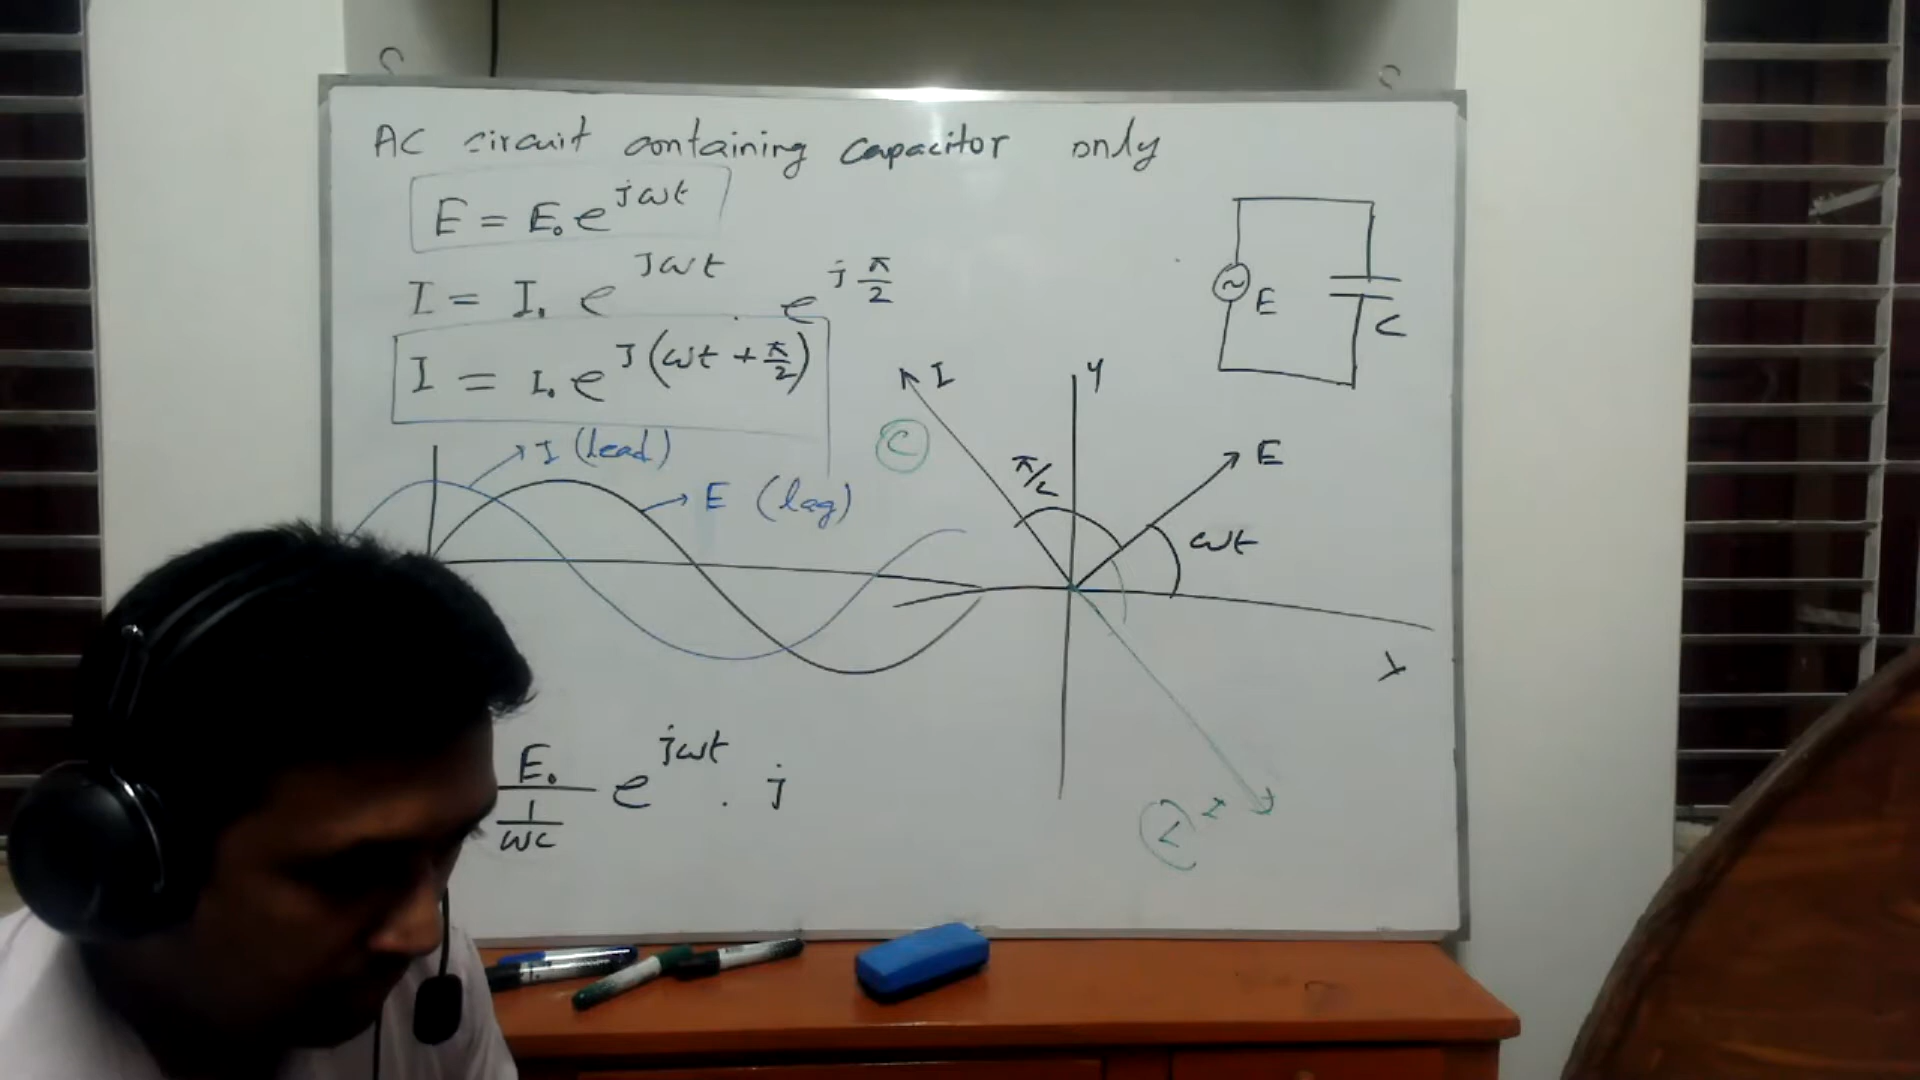 AC circuit containing capacitor only
E = E₀ e^{jωt}
I = I₀ e^{jωt} . e^{j π/2}
I = I₀ e^{j(ωt + π/2)}
~ E
C
I (lead)
E (lag)
I
C
y
π/2
E
ωt
x
L I
E₀ / (1/ωC) e^{jωt} . j